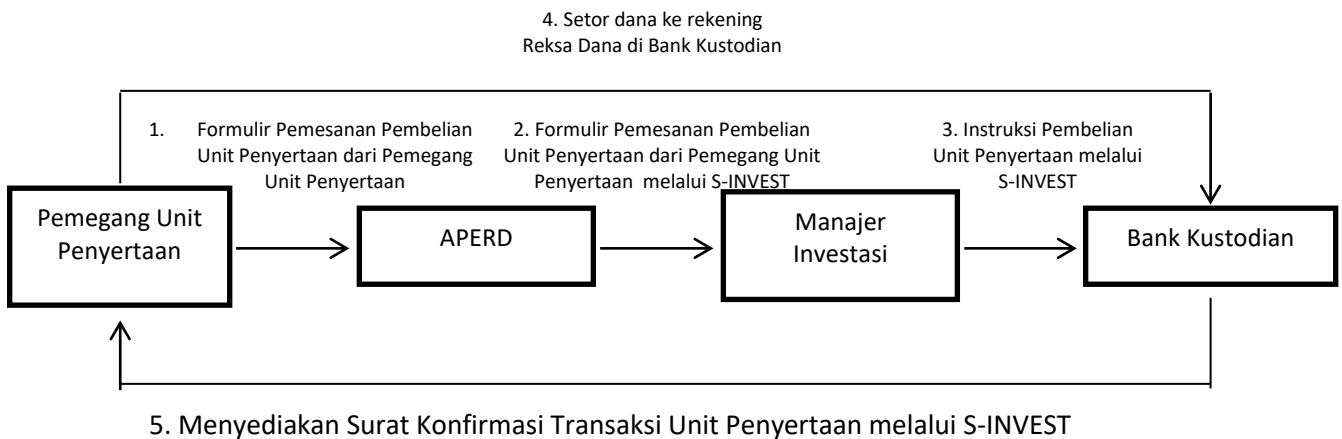 4. Setor dana ke rekening
Reksa Dana di Bank Kustodian
1. Formulir Pemesanan Pembelian
Unit Penyertaan dari Pemegang
Unit Penyertaan
2. Formulir Pemesanan Pembelian
Unit Penyertaan dari Pemegang Unit
Penyertaan melalui S-INVEST
3. Instruksi Pembelian
Unit Penyertaan melalui
S-INVEST
Pemegang Unit
Penyertaan
APERD
Manajer
Investasi
Bank Kustodian
5. Menyediakan Surat Konfirmasi Transaksi Unit Penyertaan melalui S-INVEST